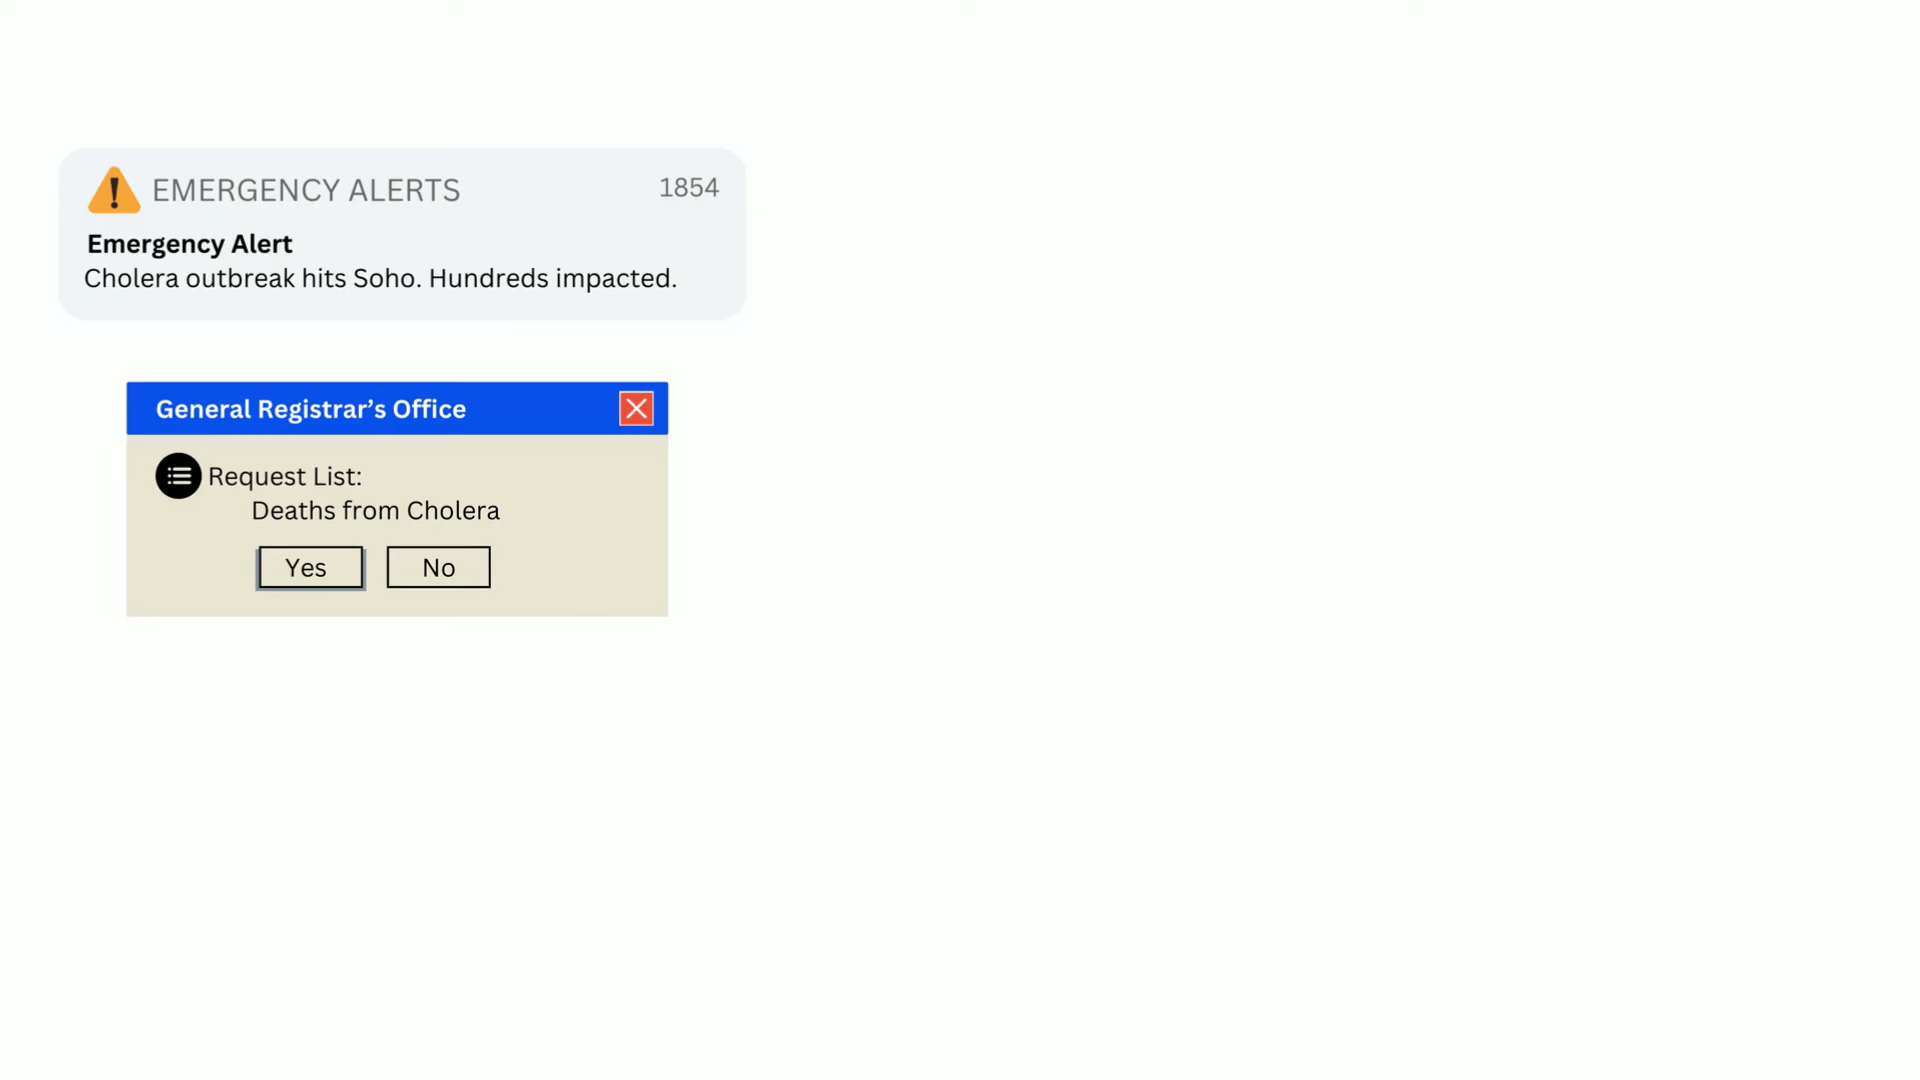 EMERGENCY ALERTS 1854
Emergency Alert
Cholera outbreak hits Soho. Hundreds impacted.
General Registrar’s Office
Request List:
Deaths from Cholera
Yes No